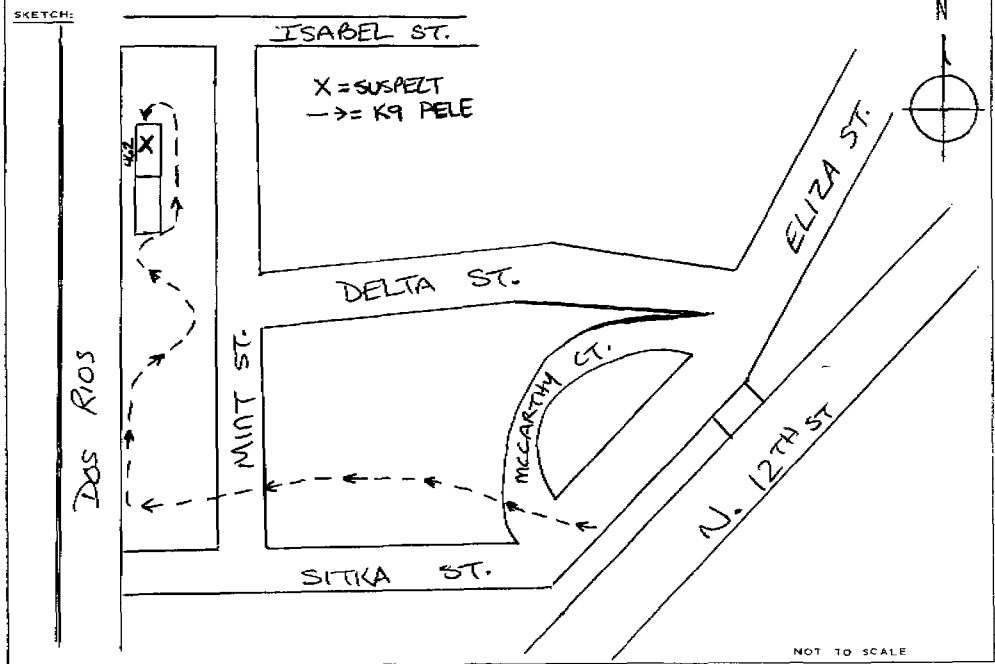 SKETCH:
N
ISABEL ST.
X = SUSPECT
--> = K9 PELE
X
462
ELIZA ST.
DELTA ST.
DOS RIOS
MINT ST.
MCCARTHY CT.
N. 12TH ST
SITKA ST.
NOT TO SCALE